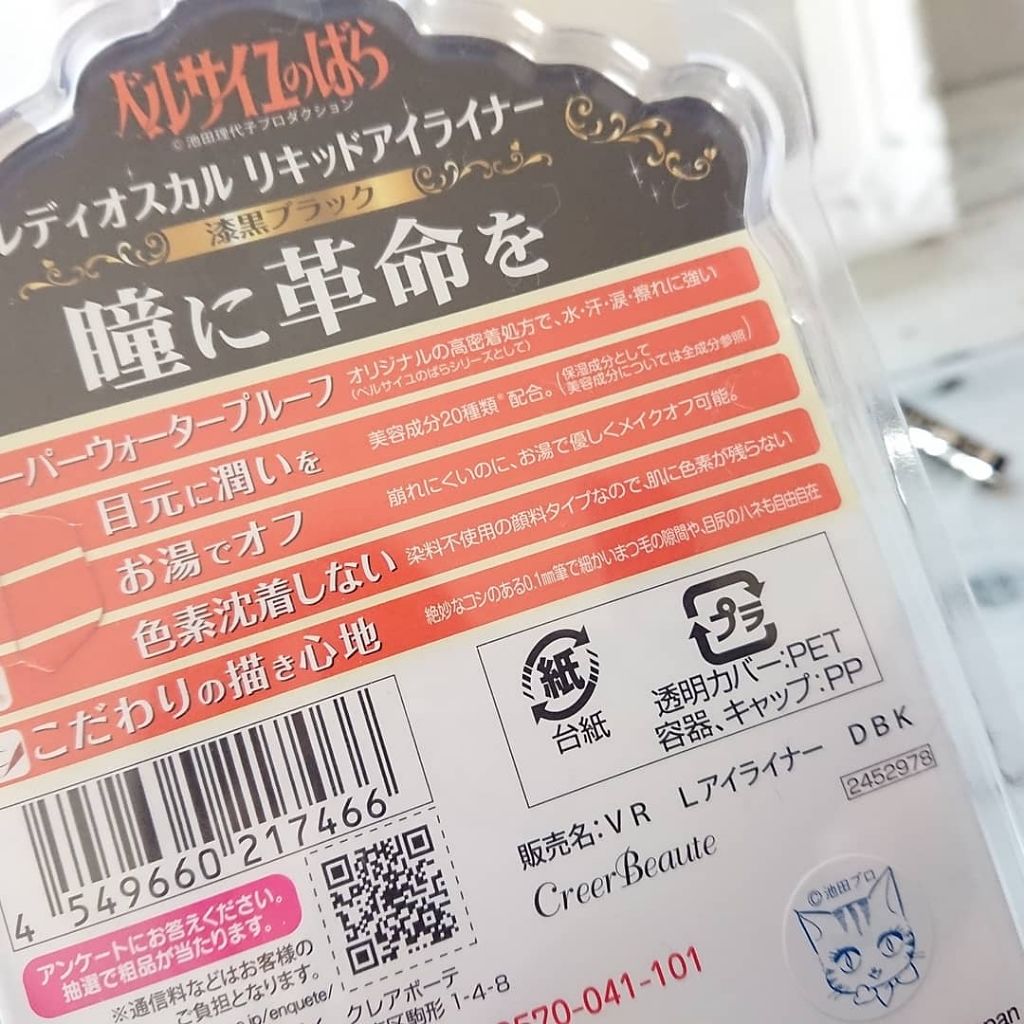 ベルサイユのばら
©池田理代子プロダクション
レディオスカル リキッドアイライナー
漆黒ブラック
瞳に革命を
ーパーウォータープルーフ オリジナルの高密着処方で、水・汗・涙・擦れに強い
(ベルサイユのばらシリーズとして)
目元に潤いを 美容成分20種類*配合。(保湿成分として
美容成分については全成分参照)
お湯でオフ 崩れにくいのに、お湯で優しくメイクオフ可能。
色素沈着しない 染料不使用の顔料タイプなので、肌に色素が残らない
こだわりの描き心地 絶妙なコシのある0.1mm筆で細かいまつ毛の隙間や、目尻のハネも自由自在
紙
台紙
プラ
透明カバー:PET
容器、キャップ:PP
4 549660 217466
販売名:VR Lアイライナー DBK
2452978
CreerBeaute
アンケートにお答えください。
抽選で粗品が当たります。
※通信料などはお客様の
ご負担となります。
.jp/enquete/
クレアボーテ
区駒形 1-4-8
0570-041-101
©池田プロ
pan